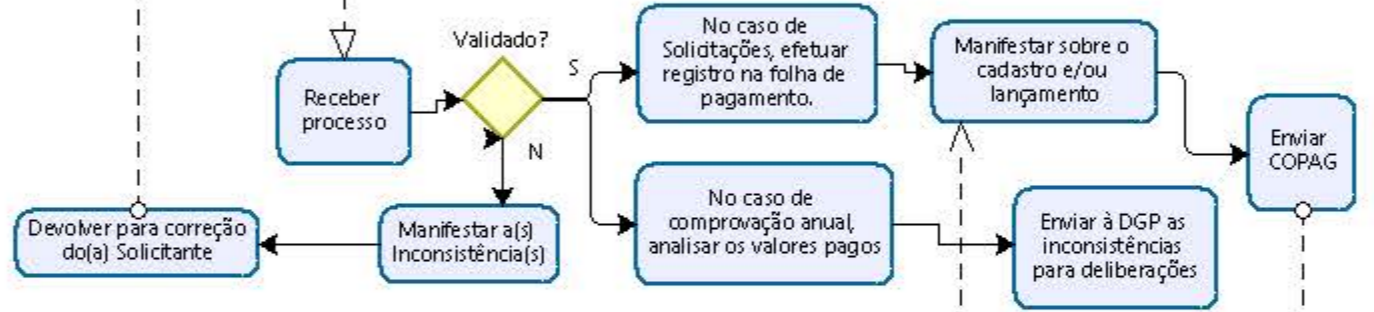 Receber
processo
Validado?
S
N
No caso de
Solicitações, efetuar
registro na folha de
pagamento.
Manifestar sobre o
cadastro e/ou
lançamento
Enviar
COPAG
Devolver para correção
do(a) Solicitante
Manifestar a(s)
Inconsistência(s)
No caso de
comprovação anual,
analisar os valores pagos
Enviar à DGP as
inconsistências
para deliberações